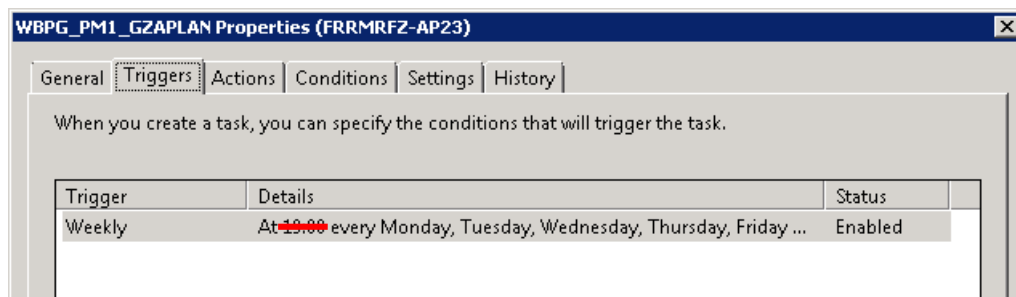 WBPG_PM1_GZAPLAN Properties (FRRMRFZ-AP23)
General Triggers Actions Conditions Settings History
When you create a task, you can specify the conditions that will trigger the task.
Trigger Details Status
Weekly At every Monday, Tuesday, Wednesday, Thursday, Friday ... Enabled